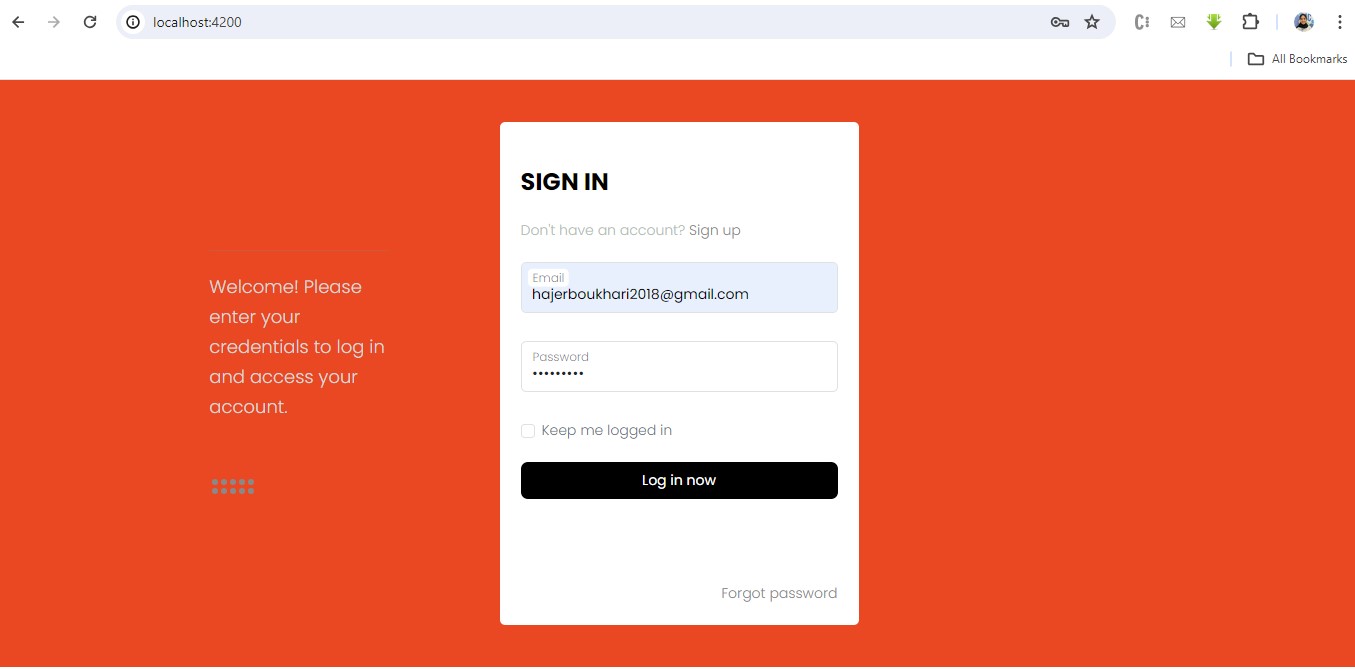 localhost:4200
All Bookmarks
Welcome! Please
enter your
credentials to log in
and access your
account.
SIGN IN
Don't have an account? Sign up
Email
hajerboukhari2018@gmail.com
Password
•••••••••
Keep me logged in
Log in now
Forgot password